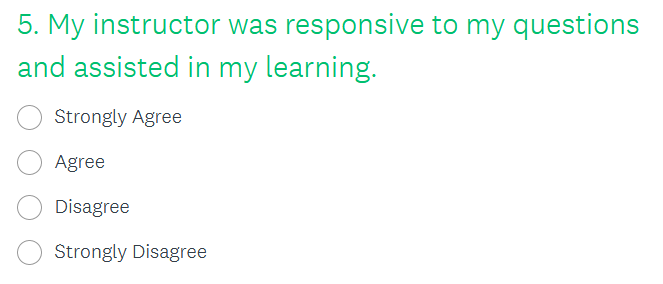 5. My instructor was responsive to my questions
and assisted in my learning.
Strongly Agree
Agree
Disagree
Strongly Disagree